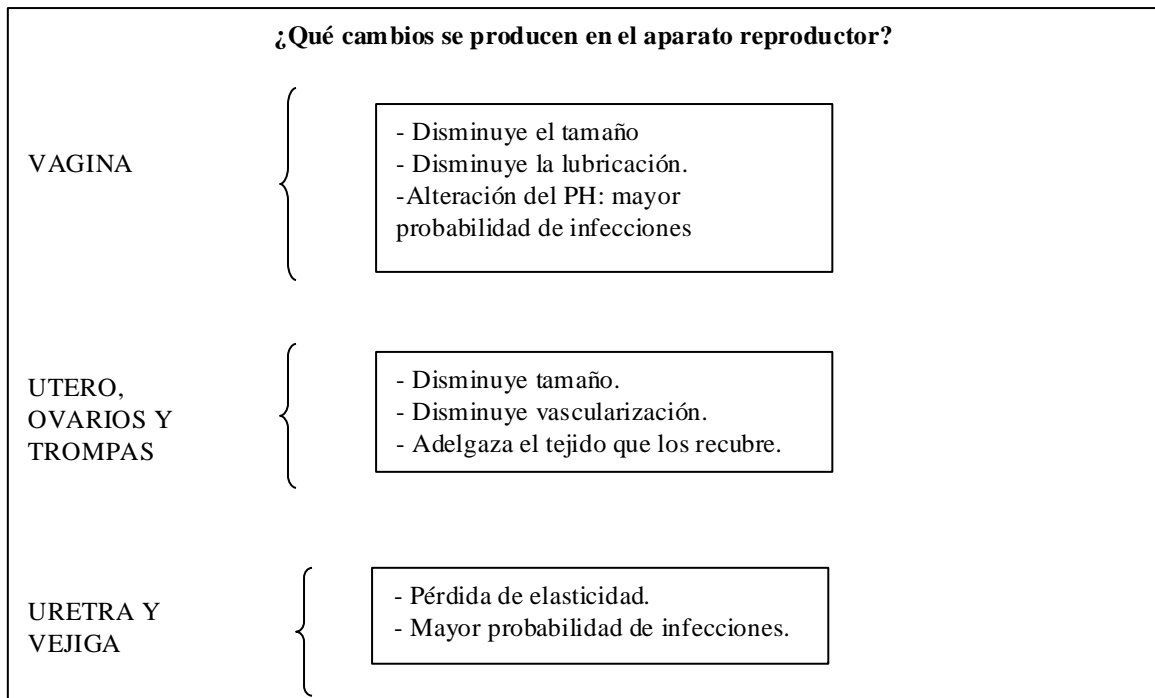 ¿Qué cambios se producen en el aparato reproductor?
VAGINA
- Disminuye el tamaño
- Disminuye la lubricación.
-Alteración del PH: mayor
probabilidad de infecciones
UTERO,
OVARIOS Y
TROMPAS
- Disminuye tamaño.
- Disminuye vascularización.
- Adelgaza el tejido que los recubre.
URETRA Y
VEJIGA
- Pérdida de elasticidad.
- Mayor probabilidad de infecciones.